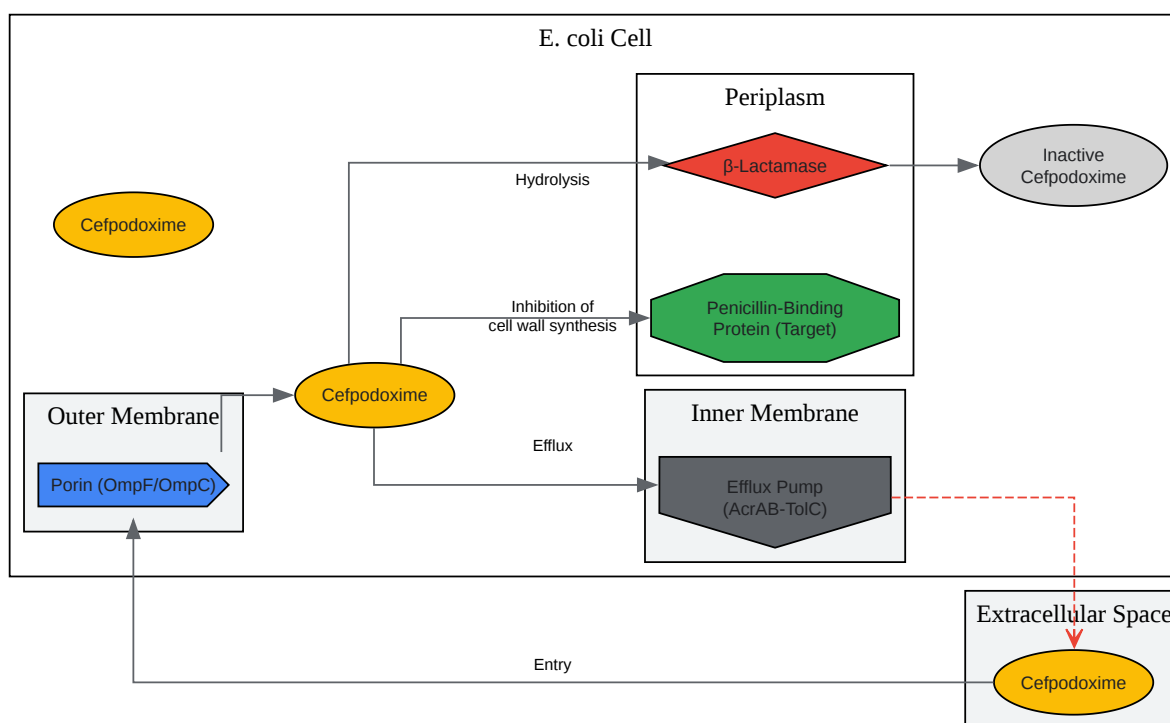 E. coli Cell
Periplasm
β-Lactamase
Inactive
Cefpodoxime
Hydrolysis
Cefpodoxime
Inhibition of
cell wall synthesis
Penicillin-Binding
Protein (Target)
Cefpodoxime
Outer Membrane
Porin (OmpF/OmpC)
Inner Membrane
Efflux
Efflux Pump
(AcrAB-TolC)
Extracellular Space
Entry
Cefpodoxime